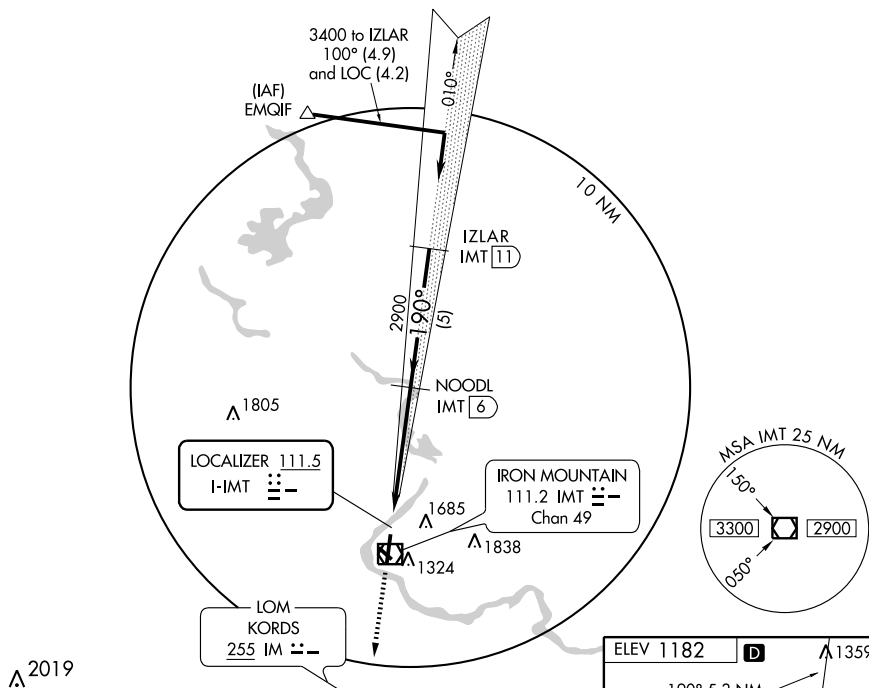 3400 to IZLAR
100° (4.9)
and LOC (4.2)
(IAF)
EMQIF
010°
10 NM
IZLAR
IMT 11
2900
190°
(5)
NOODL
IMT 6
1805
LOCALIZER 111.5
I-IMT
IRON MOUNTAIN
111.2 IMT
Chan 49
1685
1838
1324
MSA IMT 25 NM
150°
3300
2900
050°
LOM
KORDS
255 IM
2019
ELEV 1182
D
1359